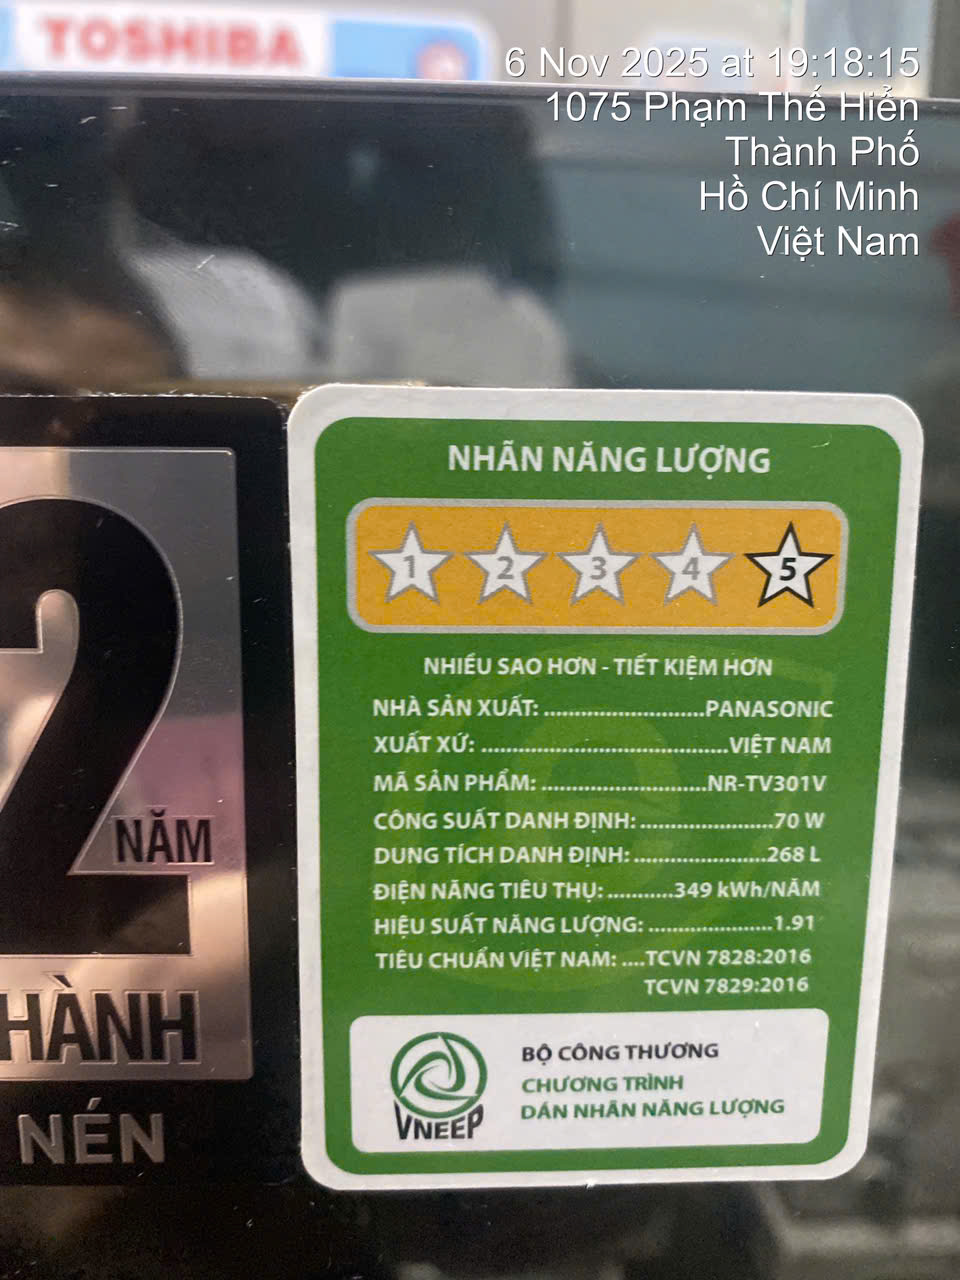 TOSHIBA
6 Nov 2025 at 19:18:15
1075 Phạm Thế Hiển
Thành Phố
Hồ Chí Minh
Việt Nam
2
NĂM
HÀNH
NÉN
NHÃN NĂNG LƯỢNG
1 2 3 4 5
NHIỀU SAO HƠN - TIẾT KIỆM HƠN
NHÀ SẢN XUẤT: ..........................PANASONIC
XUẤT XỨ: .......................................VIỆT NAM
MÃ SẢN PHẨM: ..........................NR-TV301V
CÔNG SUẤT DANH ĐỊNH: .....................70 W
DUNG TÍCH DANH ĐỊNH: .....................268 L
ĐIỆN NĂNG TIÊU THỤ: ...........349 kWh/NĂM
HIỆU SUẤT NĂNG LƯỢNG: ....................1.91
TIÊU CHUẨN VIỆT NAM: ....TCVN 7828:2016
TCVN 7829:2016
VNEEP
BỘ CÔNG THƯƠNG
CHƯƠNG TRÌNH
DÁN NHÃN NĂNG LƯỢNG